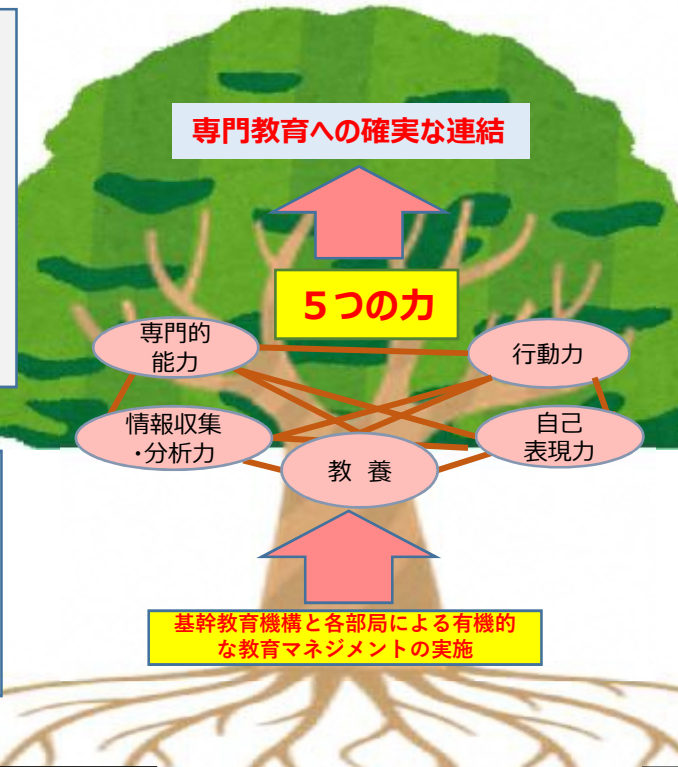 専門教育への確実な連結
５つの力
専門的
能力
行動力
情報収集
・分析力
自己
表現力
教 養
基幹教育機構と各部局による有機的
な教育マネジメントの実施